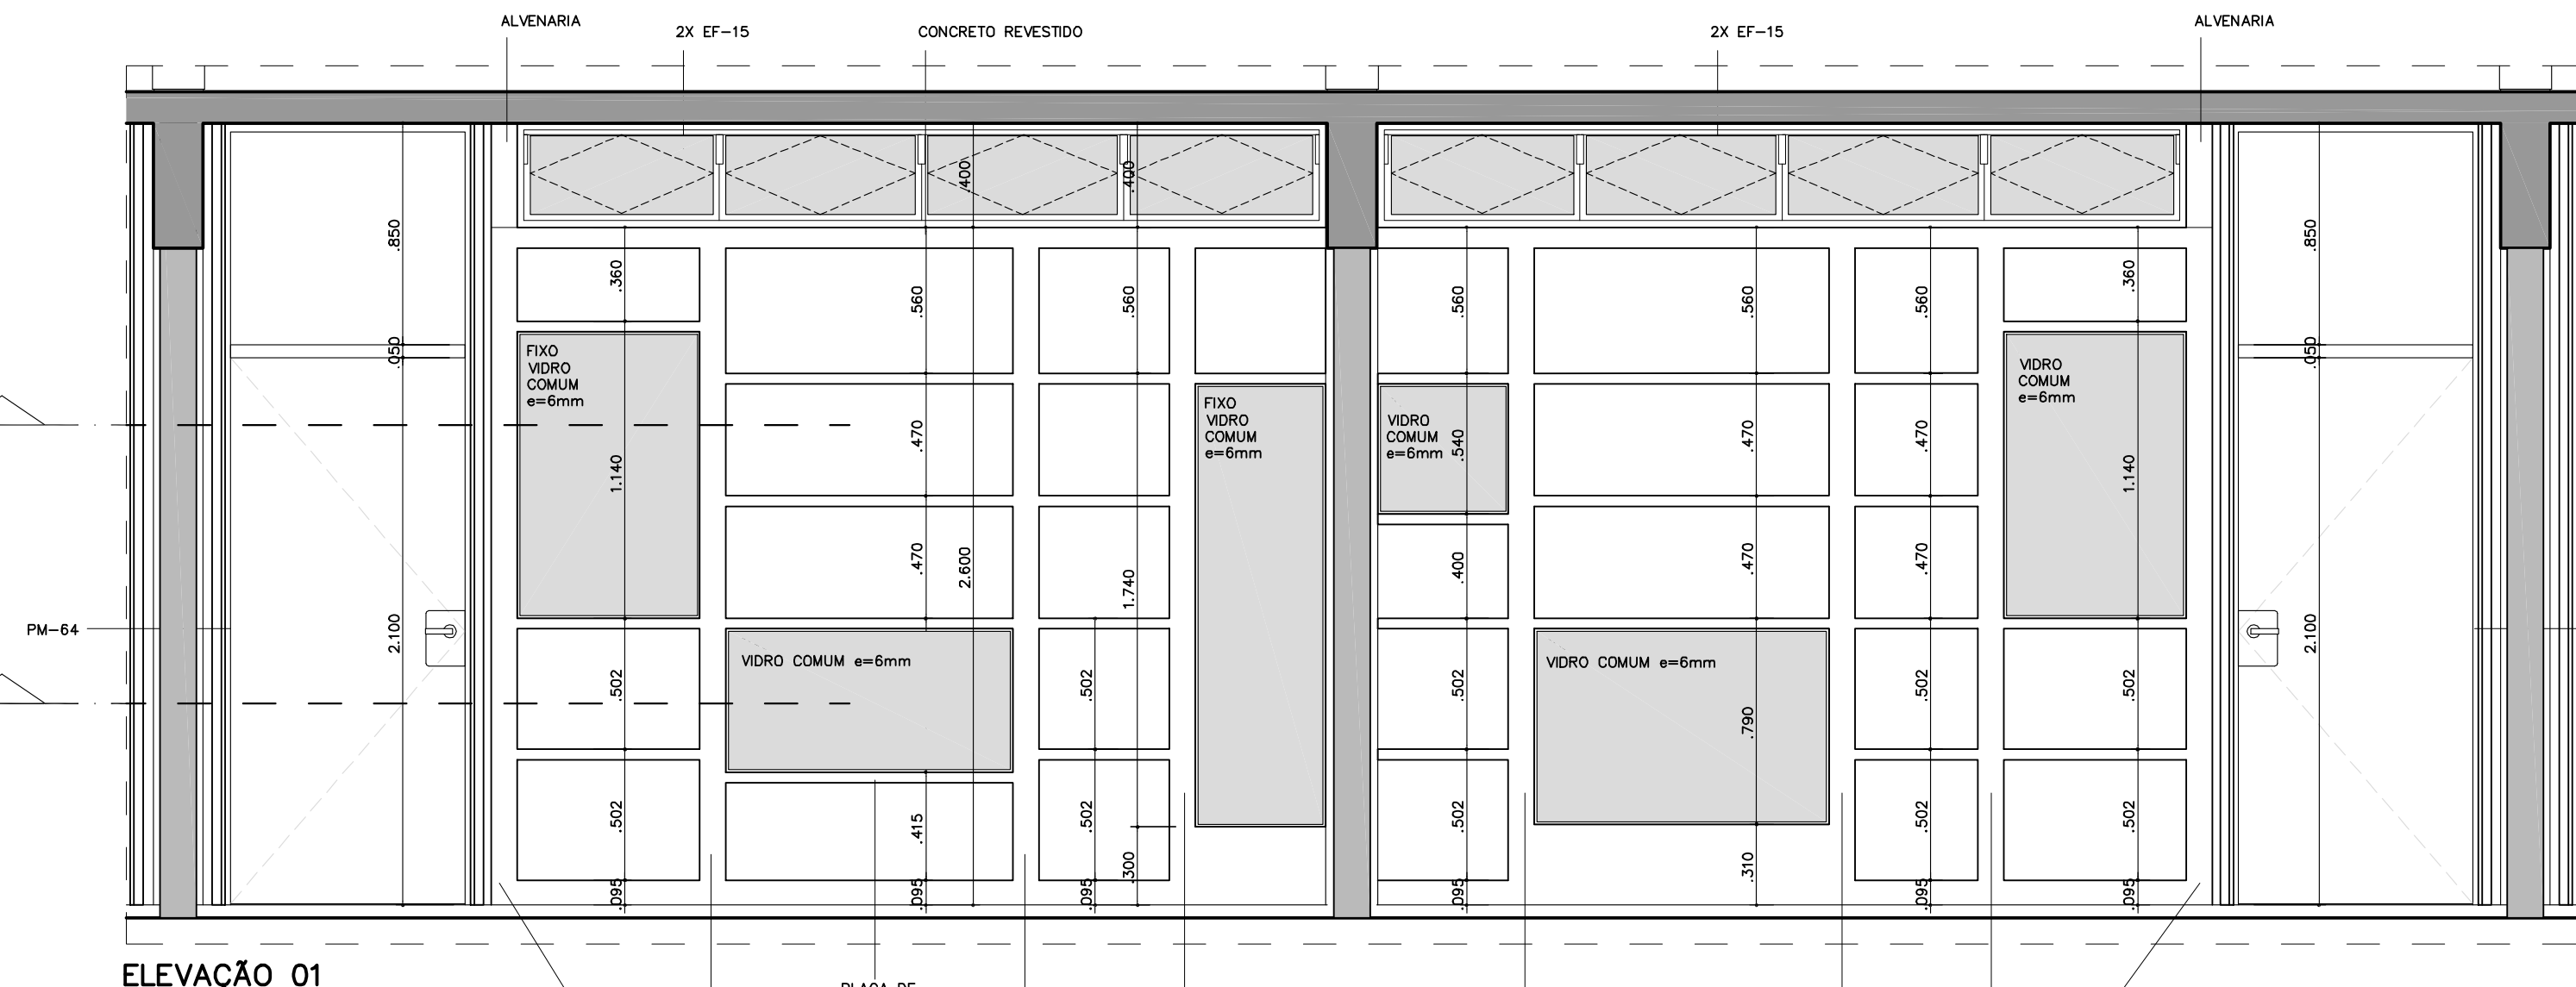 ALVENARIA
2X EF-15
CONCRETO REVESTIDO
2X EF-15
ALVENARIA
.400
.400
.850
.360
.560
.560
.560
.560
.560
.360
.850
.050
.050
FIXO
VIDRO
COMUM
e=6mm
VIDRO
COMUM
e=6mm
FIXO
VIDRO
COMUM
e=6mm
VIDRO
COMUM
e=6mm
1.140
.470
.540
.470
.470
1.140
.470
2.600
1.740
.400
.470
.470
PM-64
2.100
2.100
VIDRO COMUM e=6mm
VIDRO COMUM e=6mm
.502
.502
.502
.790
.502
.502
.502
.415
.502
.300
.502
.310
.502
.502
.095
.095
.095
.095
.095
.095
ELEVAÇÃO 01
PLACA DE